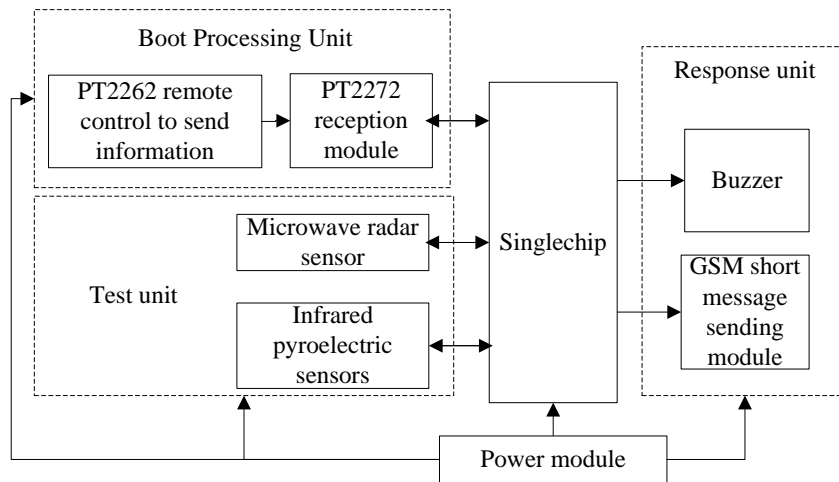 Boot Processing Unit
PT2262 remote
control to send
information
PT2272
reception
module
Response unit
Buzzer
Singlechip
Microwave radar
sensor
Test unit
Infrared
pyroelectric
sensors
GSM short
message
sending
module
Power module